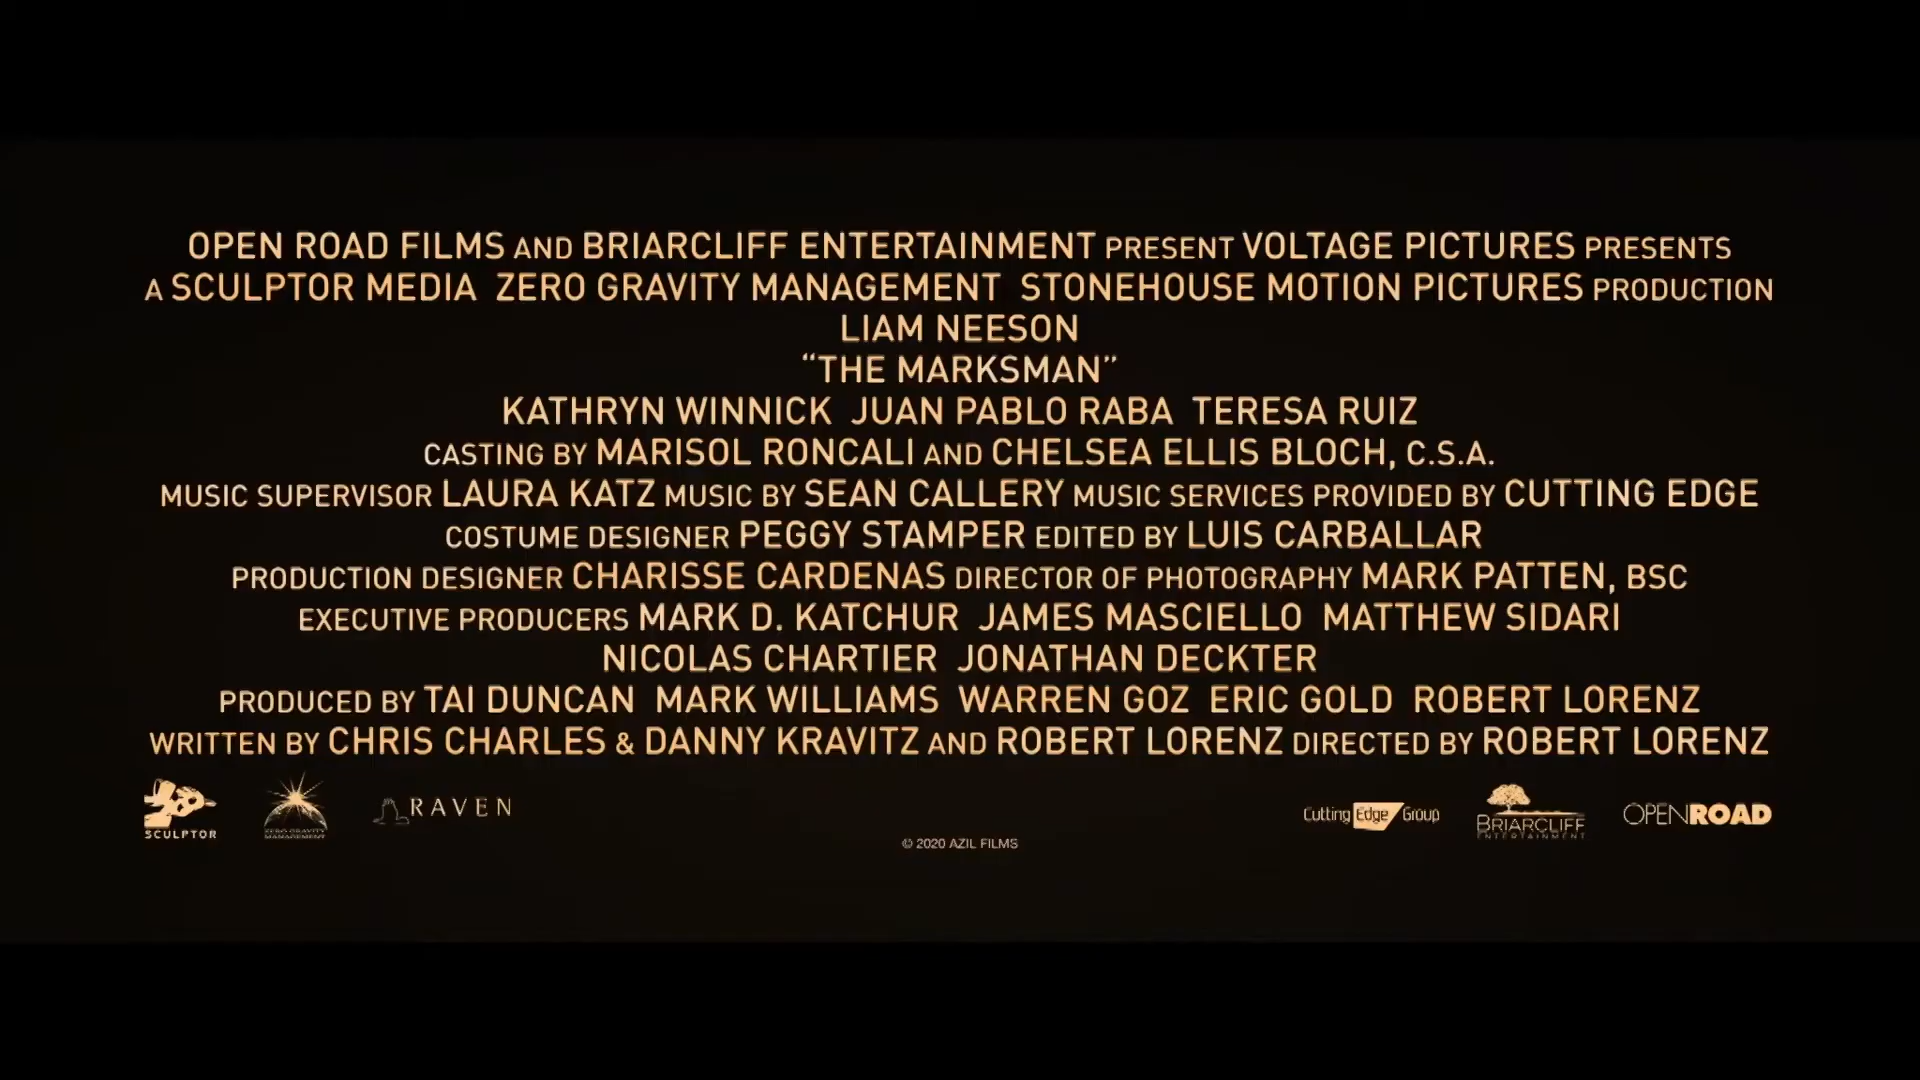 OPEN ROAD FILMS AND BRIARCLIFF ENTERTAINMENT PRESENT VOLTAGE PICTURES PRESENTS
A SCULPTOR MEDIA ZERO GRAVITY MANAGEMENT STONEHOUSE MOTION PICTURES PRODUCTION
LIAM NEESON
“THE MARKSMAN”
KATHRYN WINNICK JUAN PABLO RABA TERESA RUIZ
CASTING BY MARISOL RONCALI AND CHELSEA ELLIS BLOCH, C.S.A.
MUSIC SUPERVISOR LAURA KATZ MUSIC BY SEAN CALLERY MUSIC SERVICES PROVIDED BY CUTTING EDGE
COSTUME DESIGNER PEGGY STAMPER EDITED BY LUIS CARBALLAR
PRODUCTION DESIGNER CHARISSE CARDENAS DIRECTOR OF PHOTOGRAPHY MARK PATTEN, BSC
EXECUTIVE PRODUCERS MARK D. KATCHUR JAMES MASCIELLO MATTHEW SIDARI
NICOLAS CHARTIER JONATHAN DECKTER
PRODUCED BY TAI DUNCAN MARK WILLIAMS WARREN GOZ ERIC GOLD ROBERT LORENZ
WRITTEN BY CHRIS CHARLES & DANNY KRAVITZ AND ROBERT LORENZ DIRECTED BY ROBERT LORENZ
SCULPTOR
ZERO GRAVITY
MANAGEMENT
RAVEN
© 2020 AZIL FILMS
Cutting Edge Group
BRIARCLIFF
ENTERTAINMENT
OPENROAD